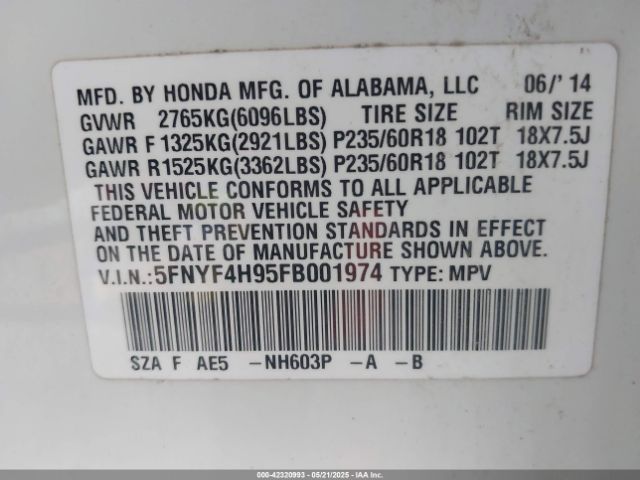 MFD. BY HONDA MFG. OF ALABAMA, LLC 06/' 14
GVWR 2765KG(6096LBS) TIRE SIZE RIM SIZE
GAWR F 1325KG(2921LBS) P235/60R18 102T 18X7.5J
GAWR R1525KG(3362LBS) P235/60R18 102T 18X7.5J
THIS VEHICLE CONFORMS TO ALL APPLICABLE
FEDERAL MOTOR VEHICLE SAFETY
AND THEFT PREVENTION STANDARDS IN EFFECT
ON THE DATE OF MANUFACTURE SHOWN ABOVE.
V.I.N.:5FNYF4H95FB001974 TYPE: MPV
SZA F AE5 -NH603P -A -B
000-42320993 - 05/21/2025 - IAAI